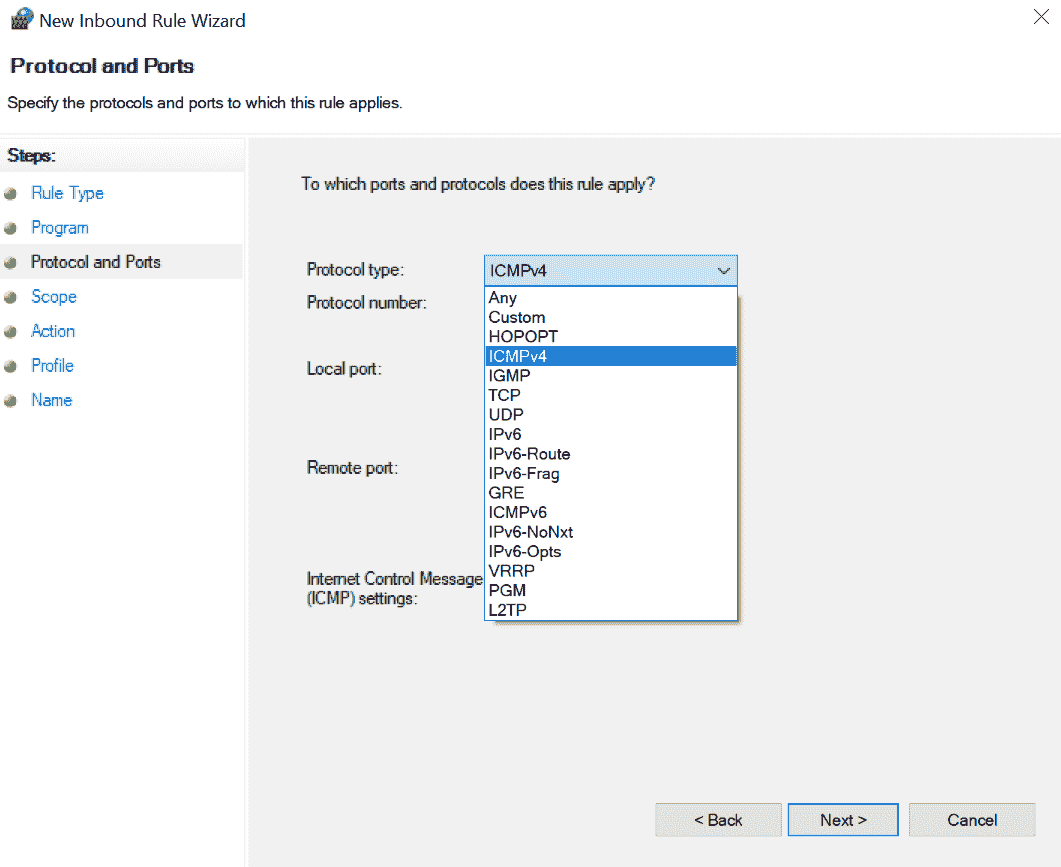 New Inbound Rule Wizard
Protocol and Ports
Specify the protocols and ports to which this rule applies.
Steps:
Rule Type
Program
Protocol and Ports
Scope
Action
Profile
Name
To which ports and protocols does this rule apply?
Protocol type:
ICMPv4
Protocol number:
Local port:
Remote port:
Internet Control Message
(ICMP) settings:
Any
Custom
HOPOPT
ICMPv4
IGMP
TCP
UDP
IPv6
IPv6-Route
IPv6-Frag
GRE
ICMPv6
IPv6-NoNxt
IPv6-Opts
VRRP
PGM
L2TP
< Back
Next >
Cancel